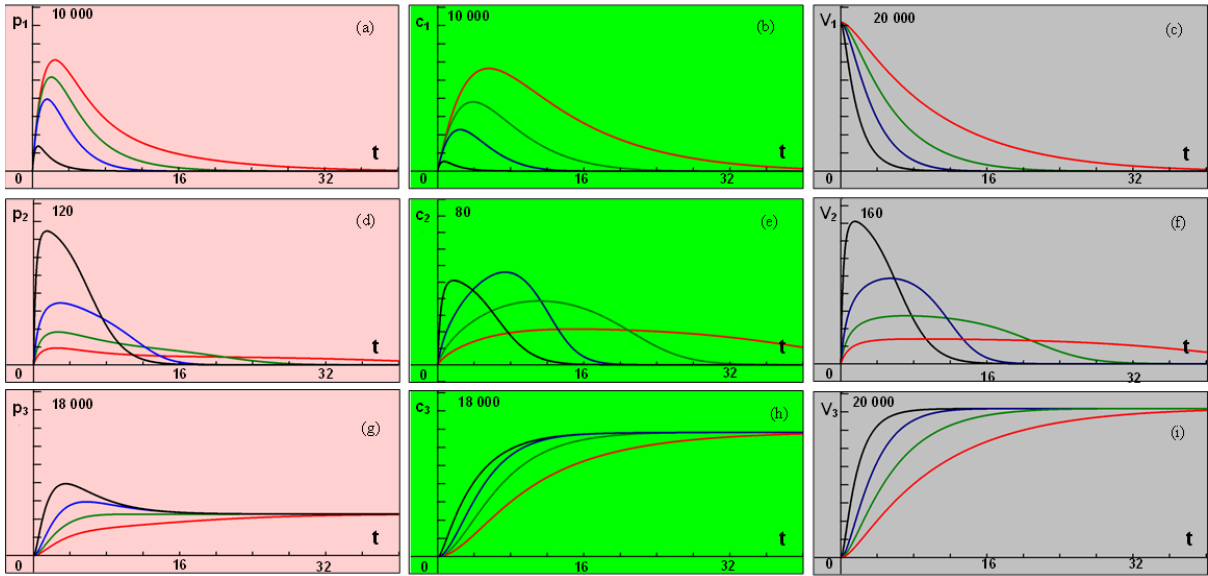 p1 10 000 (a)
t
0 16 32
c1 10 000 (b)
t
0 16 32
V1 20 000 (c)
t
0 16 32
p2 120 (d)
t
0 16 32
c2 80 (e)
t
0 16 32
V2 160 (f)
t
0 16 32
p3 18 000 (g)
t
0 16 32
c3 18 000 (h)
t
0 16 32
V3 20 000 (i)
t
0 16 32